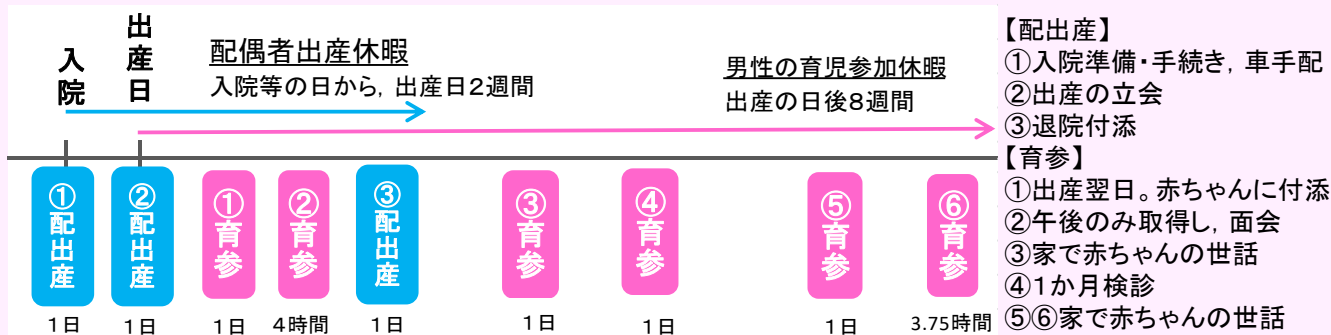 入院
出産日
配偶者出産休暇
入院等の日から，出産日2週間
男性の育児参加休暇
出産の日後8週間
①配出産
②配出産
①育参
②育参
③配出産
③育参
④育参
⑤育参
⑥育参
1日
1日
1日
4時間
1日
1日
1日
1日
3.75時間
【配出産】
①入院準備・手続き，車手配
②出産の立会
③退院付添
【育参】
①出産翌日。赤ちゃんに付添
②午後のみ取得し，面会
③家で赤ちゃんの世話
④1か月検診
⑤⑥家で赤ちゃんの世話